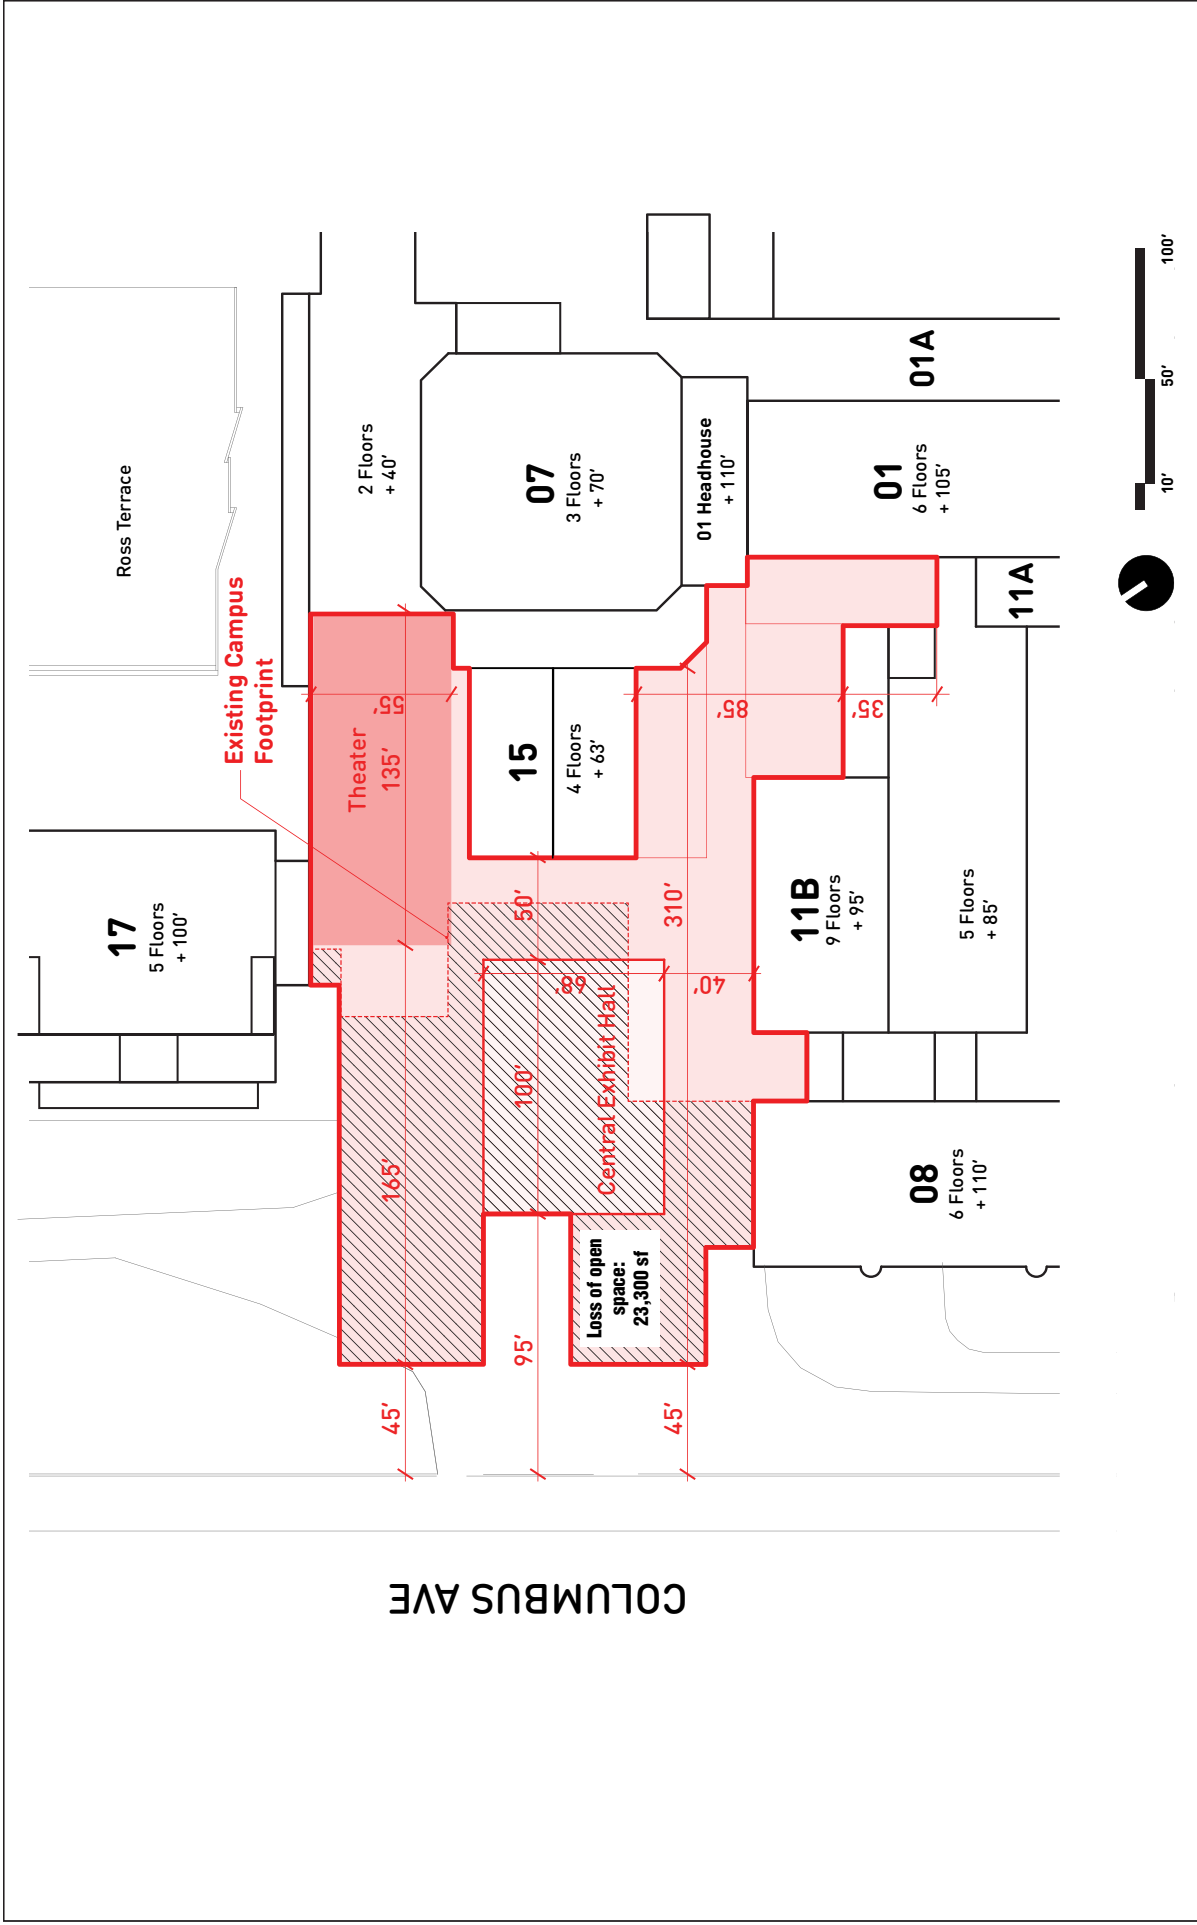 Ross Terrace
Existing Campus
Footprint
17
5 Floors
+ 100’
2 Floors
+ 40’
07
3 Floors
+ 70’
01 Headhouse
+ 110’
01A
01
6 Floors
+ 105’
11A
15
4 Floors
+ 63’
Theater
135’
55’
85’
35’
50’
310’
68’
40’
11B
9 Floors
+ 95’
5 Floors
+ 85’
Central Exhibit Hall
100’
165’
08
6 Floors
+ 110’
Loss of open
space:
23,300 sf
95’
45’
45’
COLUMBUS AVE
10’
50’
100’